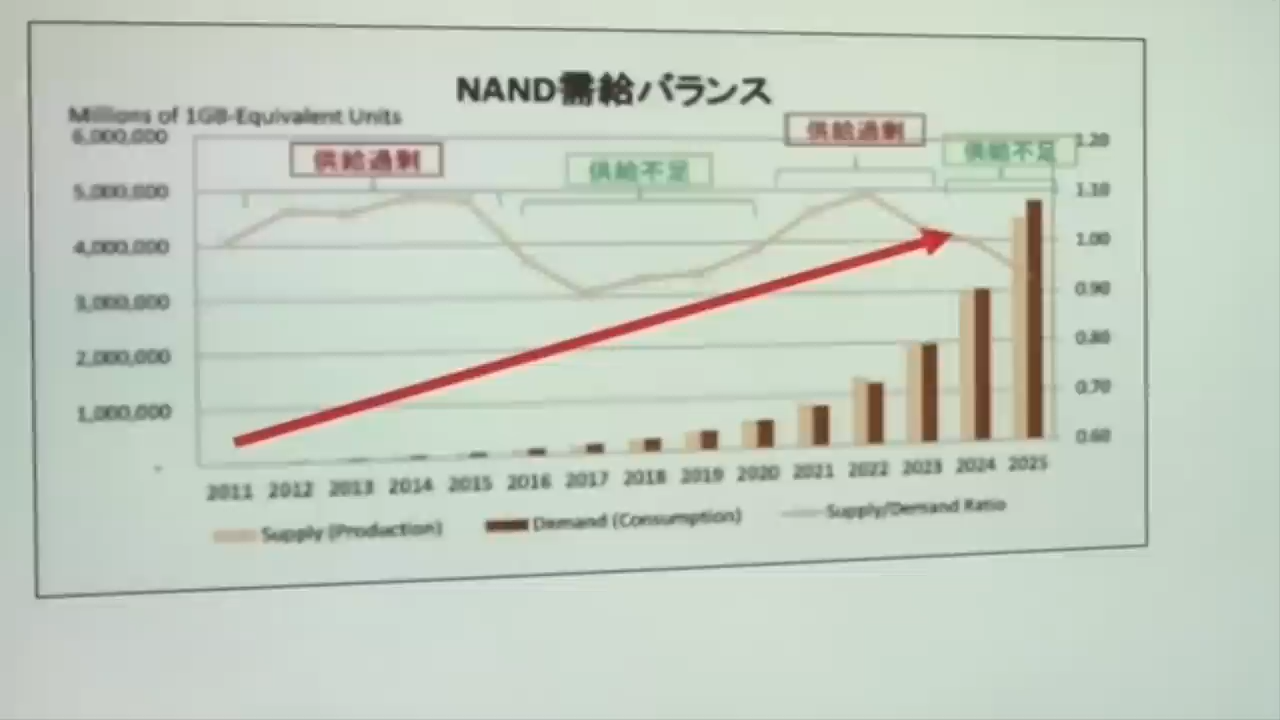 NAND需給バランス
Millions of 1GB-Equivalent Units
6,000,000
5,000,000
4,000,000
3,000,000
2,000,000
1,000,000
-
供給過剰
供給不足
供給過剰
供給不足
1.20
1.10
1.00
0.90
0.80
0.70
0.60
2011 2012 2013 2014 2015 2016 2017 2018 2019 2020 2021 2022 2023 2024 2025
Supply (Production) Demand (Consumption) Supply/Demand Ratio